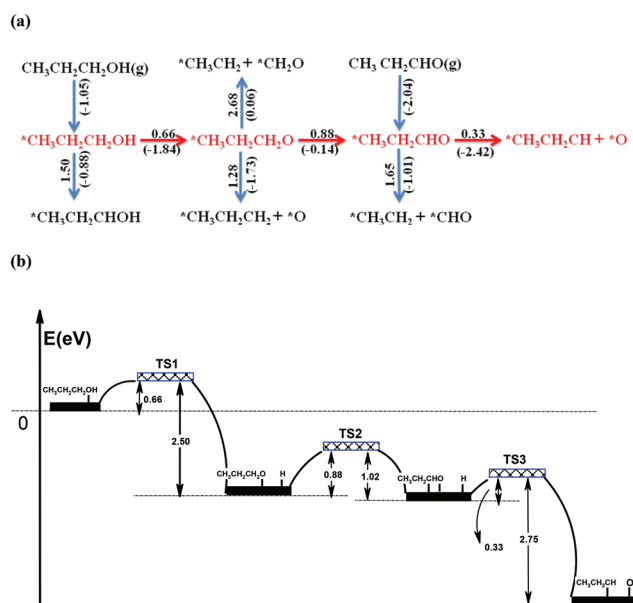 (a)
CH3CH2CH2OH(g) *CH3CH2 + *CH2O CH3 CH2CHO(g)
(-1.05) 2.68 (0.06) (-2.04)
*CH3CH2CH2OH 0.66 (-1.84) *CH3CH2CH2O 0.88 (-0.14) *CH3CH2CHO 0.33 (-2.42) *CH3CH2CH + *O
1.50 (-0.88) 1.28 (-1.73) 1.65 (-1.01)
*CH3CH2CHOH *CH3CH2CH2 + *O *CH3CH2 + *CHO
(b)
E(eV)
TS1
CH3CH2CH2OH
0.66
0
2.50
TS2
CH3CH2CH2O H
0.88 1.02
TS3
CH3CH2CHO H
0.33
2.75
CH3CH2CH O